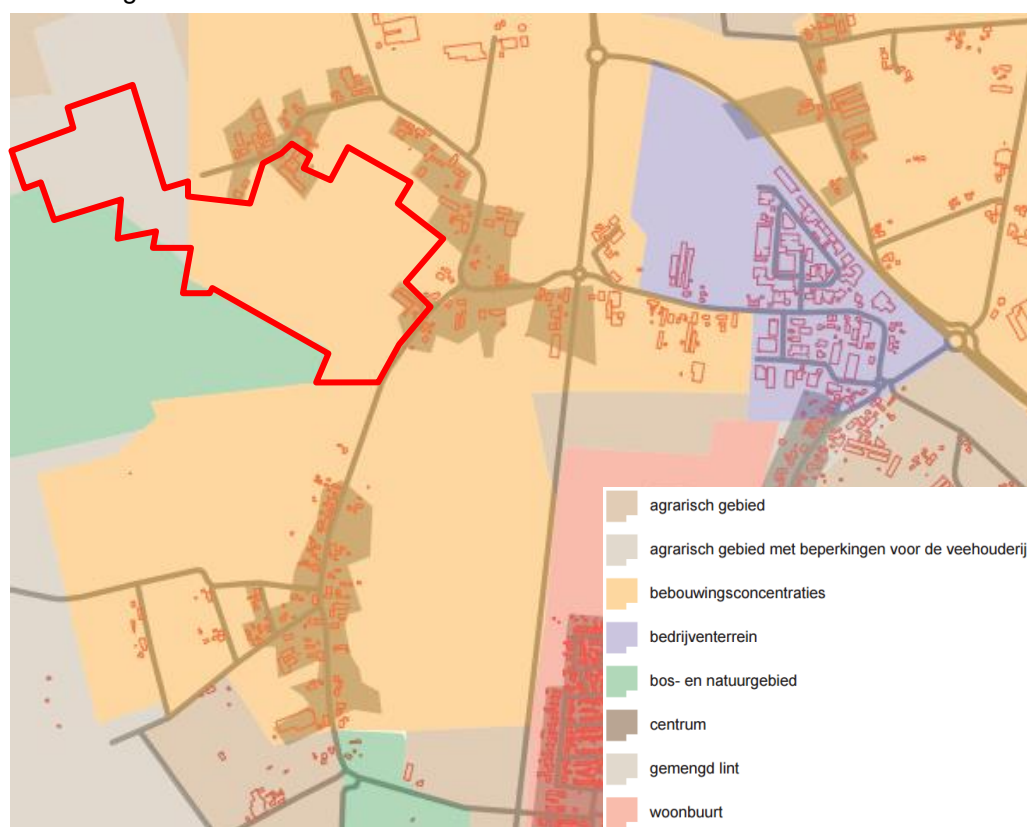 agrarisch gebied
agrarisch gebied met beperkingen voor de veehouderij
bebouwingsconcentraties
bedrijventerrein
bos- en natuurgebied
centrum
gemengd lint
woonbuurt